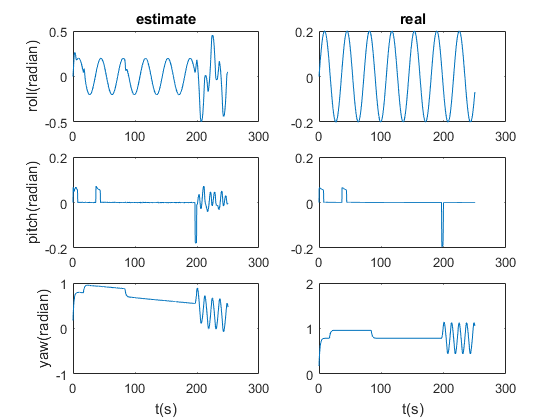 estimate
real
roll(radian)
0.5
0
-0.5
0 100 200 300
t(s)
0.2
0
-0.2
0 100 200 300
t(s)
pitch(radian)
0.2
0
-0.2
0 100 200 300
0.2
0
-0.2
0 100 200 300
yaw(radian)
1
0
-1
0 100 200 300
t(s)
2
1
0
0 100 200 300
t(s)